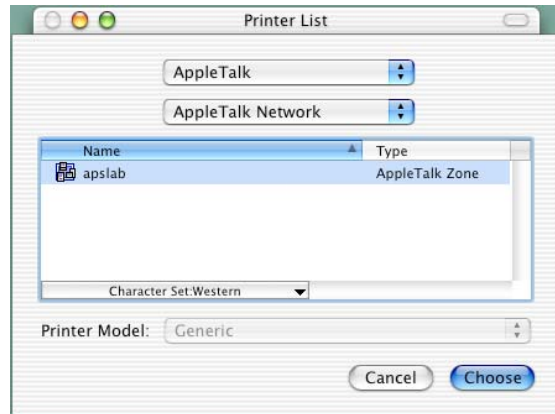 Printer List
AppleTalk
AppleTalk Network
Name Type
apslab AppleTalk Zone
Character Set:Western
Printer Model: Generic
Cancel Choose